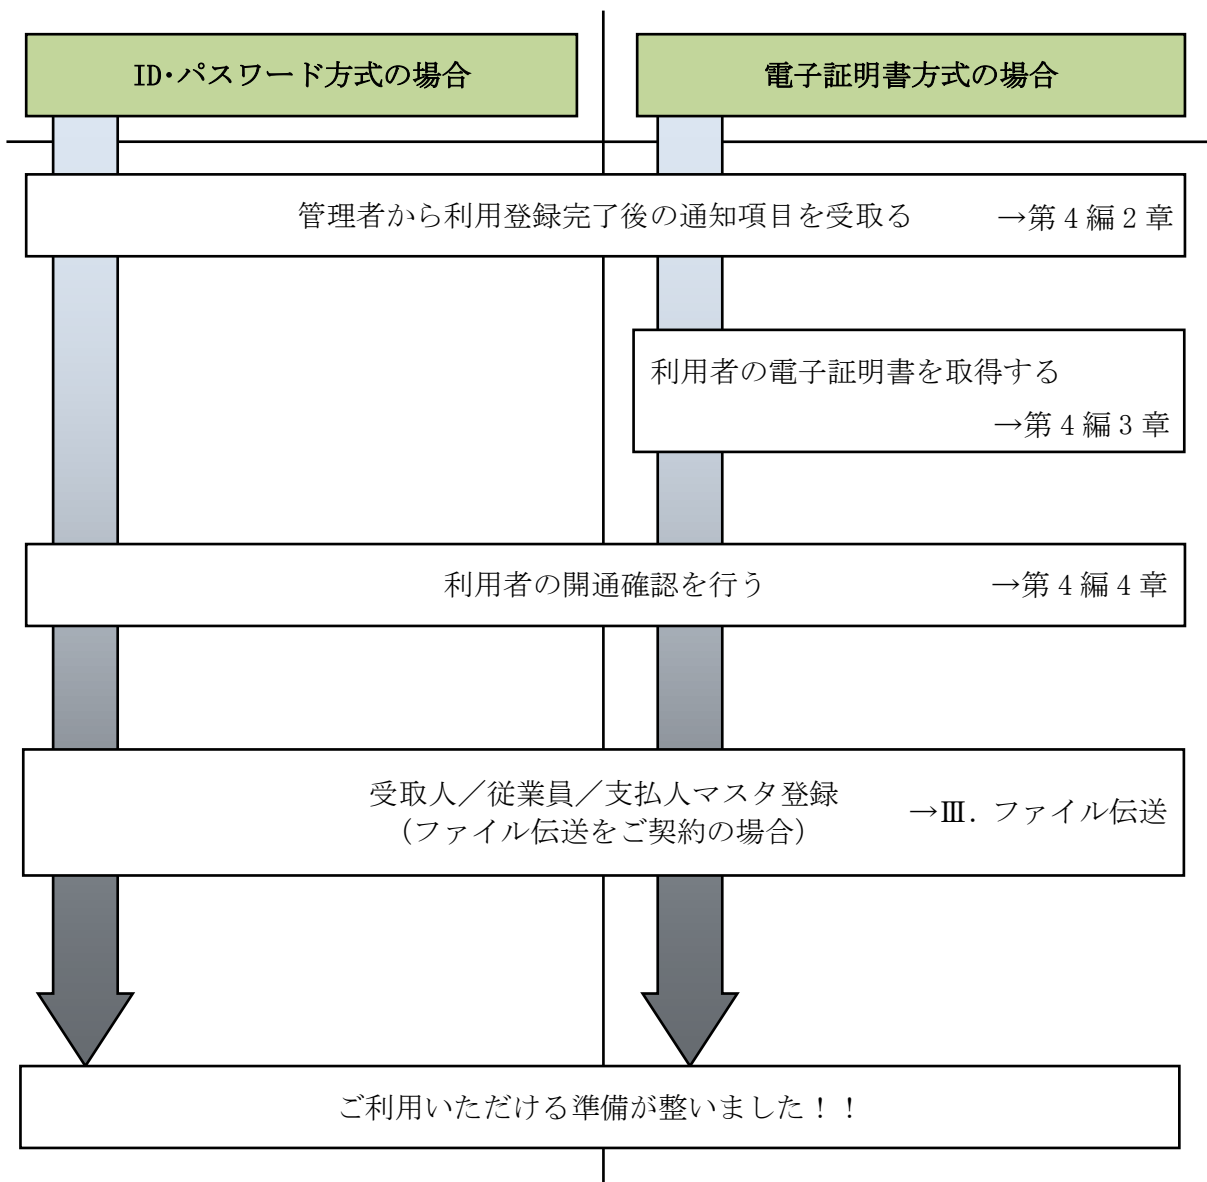 ID･パスワード方式の場合
電子証明書方式の場合
管理者から利用登録完了後の通知項目を受取る　→第４編２章
利用者の電子証明書を取得する
→第４編３章
利用者の開通確認を行う　→第４編４章
受取人／従業員／支払人マスタ登録
（ファイル伝送をご契約の場合）
→Ⅲ．ファイル伝送
ご利用いただける準備が整いました！！